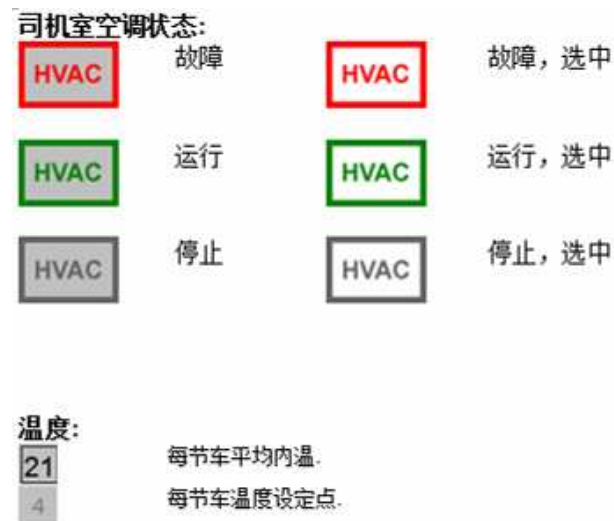 司机室空调状态:
HVAC 故障 HVAC 故障，选中
HVAC 运行 HVAC 运行，选中
HVAC 停止 HVAC 停止，选中
温度:
21 每节车平均内温.
4 每节车温度设定点.